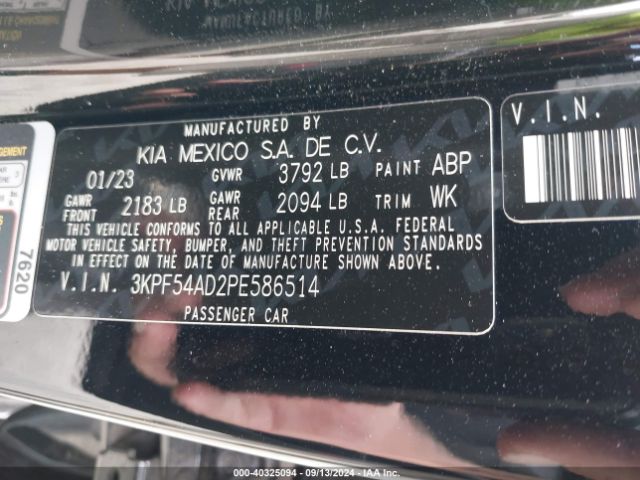 MANUFACTURED BY
KIA MEXICO S.A. DE C.V.
01/23 GVWR 3792 LB PAINT ABP
GAWR FRONT 2183 LB GAWR REAR 2094 LB TRIM WK
THIS VEHICLE CONFORMS TO ALL APPLICABLE U.S.A. FEDERAL
MOTOR VEHICLE SAFETY, BUMPER, AND THEFT PREVENTION STANDARDS
IN EFFECT ON THE DATE OF MANUFACTURE SHOWN ABOVE.
V.I.N. 3KPF54AD2PE586514
PASSENGER CAR
V.I.N.
7620
000-40325094 - 09/13/2024 - IAA Inc.